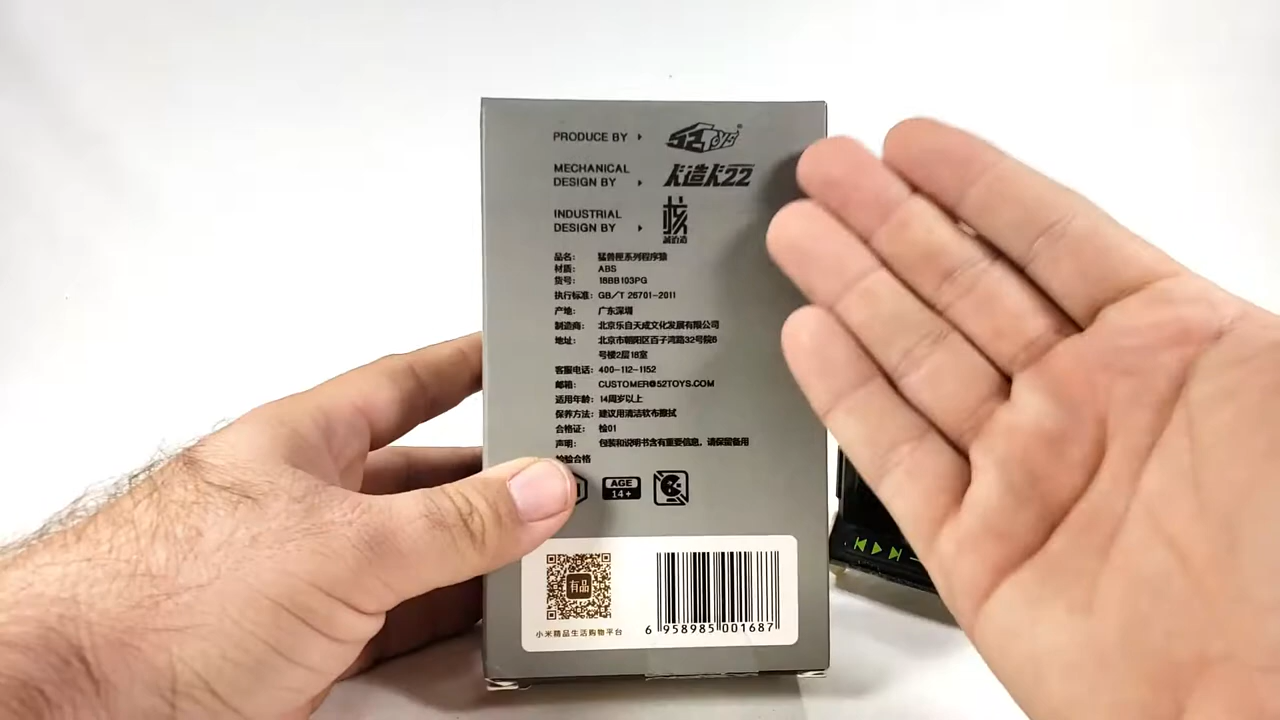 PRODUCE BY
52TOYS®
MECHANICAL
DESIGN BY
人造人22
INDUSTRIAL
DESIGN BY
核
誠治造
品名： 猛兽匣系列程序猿
材质： ABS
货号： 18BB103PG
执行标准： GB/T 26701-2011
产地： 广东深圳
制造商： 北京乐自天成文化发展有限公司
地址： 北京市朝阳区百子湾路32号院6
号楼2层18室
客服电话： 400-112-1152
邮箱： CUSTOMER@52TOYS.COM
适用年龄： 14周岁以上
保养方法： 建议用清洁软布擦拭
合格证： 检01
声明： 包装和说明书含有重要信息，请保留备用
检验合格
AGE
14+
有品
小米精品生活购物平台
6 958985 001687